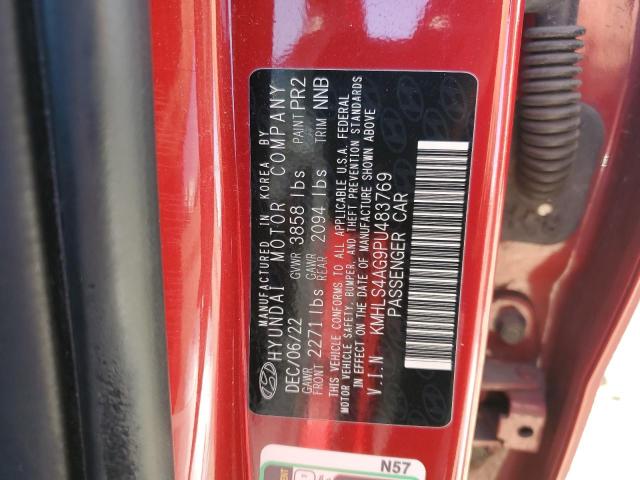 MANUFACTURED IN KOREA BY
HYUNDAI MOTOR COMPANY
DEC/06/22 GVWR 3858 lbs PAINT PR2
GAWR FRONT 2271 lbs GAWR REAR 2094 lbs TRIM NNB
THIS VEHICLE CONFORMS TO ALL APPLICABLE U.S.A. FEDERAL
MOTOR VEHICLE SAFETY, BUMPER, AND THEFT PREVENTION STANDARDS
IN EFFECT ON THE DATE OF MANUFACTURE SHOWN ABOVE
V.I.N KMHLS4AG9PU483769
PASSENGER CAR
N57